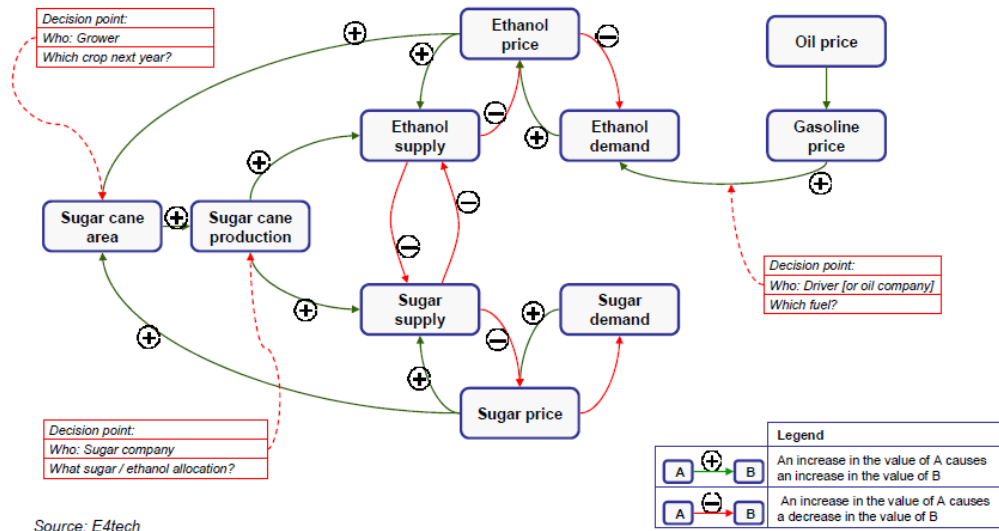 Decision point:
Who: Grower
Which crop next year?
Ethanol
price
Oil price
Ethanol
supply
Ethanol
demand
Gasoline
price
Sugar cane
area
Sugar cane
production
Decision point:
Who: Driver [or oil company]
Which fuel?
Sugar
supply
Sugar
demand
Sugar price
Decision point:
Who: Sugar company
What sugar / ethanol allocation?
Legend
A
+
B
An increase in the value of A causes
an increase in the value of B
A
−
B
An increase in the value of A causes
a decrease in the value of B
Source: E4tech